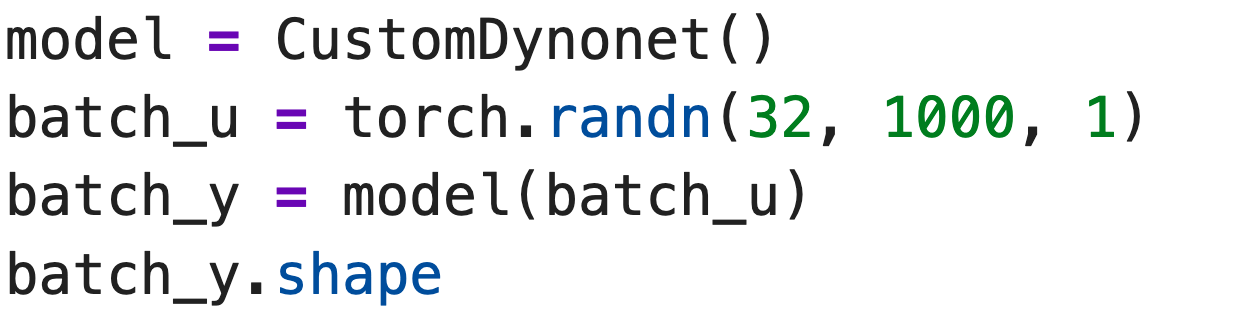 model = CustomDynonet()
batch_u = torch.randn(32, 1000, 1)
batch_y = model(batch_u)
batch_y.shape